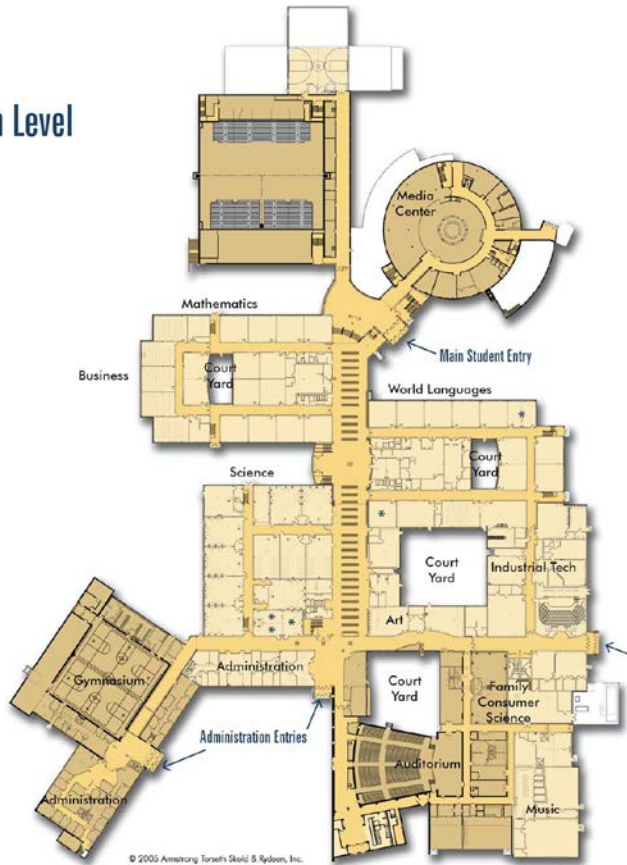 Level
Media
Center
Mathematics
Main Student Entry
Business
Court
Yard
World Languages
Court
Yard
Science
Court
Yard
Industrial Tech
Art
Administration
Gymnasium
Court
Yard
Family
Consumer
Science
Administration Entries
Auditorium
Administration
Music
© 2005 Armstrong Torseth Skold & Rydeen, Inc.